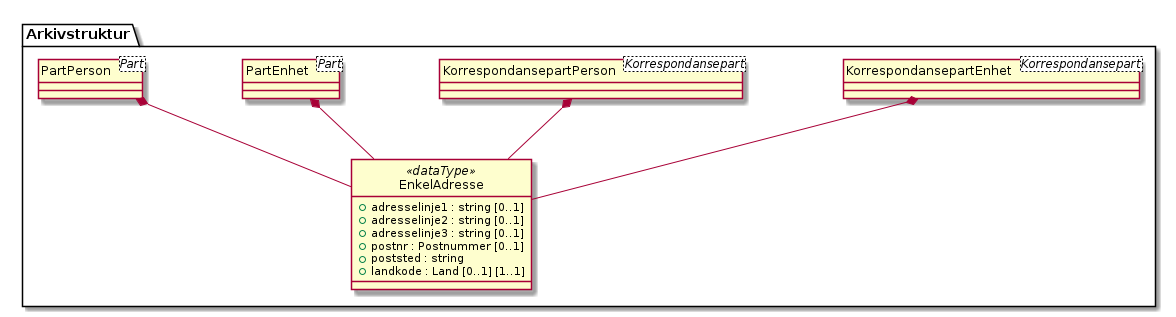 Arkivstruktur
PartPerson Part
PartEnhet Part
KorrespondansepartPerson Korrespondansepart
KorrespondansepartEnhet Korrespondansepart
«dataType»
EnkelAdresse
adresselinje1 : string [0..1]
adresselinje2 : string [0..1]
adresselinje3 : string [0..1]
postnr : Postnummer [0..1]
poststed : string
landkode : Land [0..1] [1..1]